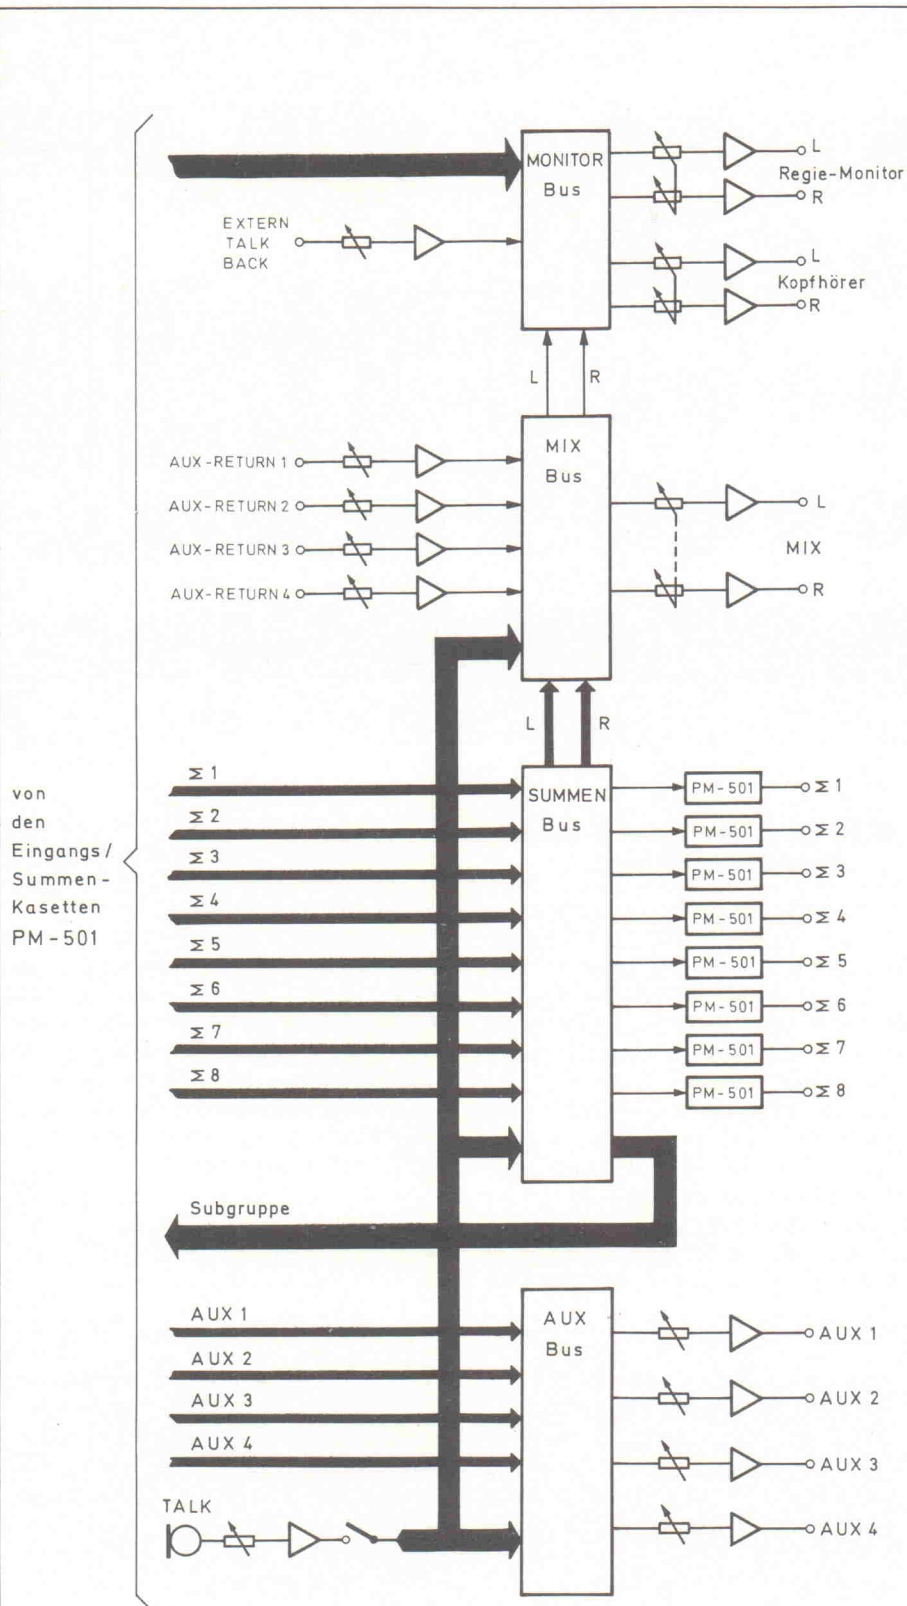 von
den
Eingangs/
Summen-
Kasetten
PM-501
EXTERN
TALK
BACK
MONITOR
Bus
L
Regie-Monitor
R
L
Kopfhörer
R
L
R
AUX-RETURN 1
AUX-RETURN 2
AUX-RETURN 3
AUX-RETURN 4
MIX
Bus
L
MIX
R
L
R
Σ 1
Σ 2
Σ 3
Σ 4
Σ 5
Σ 6
Σ 7
Σ 8
SUMMEN
Bus
PM-501 Σ 1
PM-501 Σ 2
PM-501 Σ 3
PM-501 Σ 4
PM-501 Σ 5
PM-501 Σ 6
PM-501 Σ 7
PM-501 Σ 8
Subgruppe
AUX 1
AUX 2
AUX 3
AUX 4
TALK
AUX
Bus
AUX 1
AUX 2
AUX 3
AUX 4